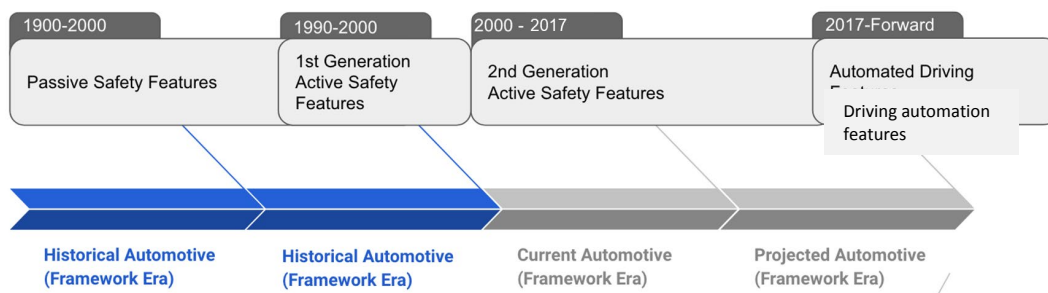 1900-2000
Passive Safety Features
1990-2000
1st Generation
Active Safety
Features
2000 - 2017
2nd Generation
Active Safety Features
2017-Forward
Automated Driving
Driving automation
features
Historical Automotive
(Framework Era)
Historical Automotive
(Framework Era)
Current Automotive
(Framework Era)
Projected Automotive
(Framework Era)